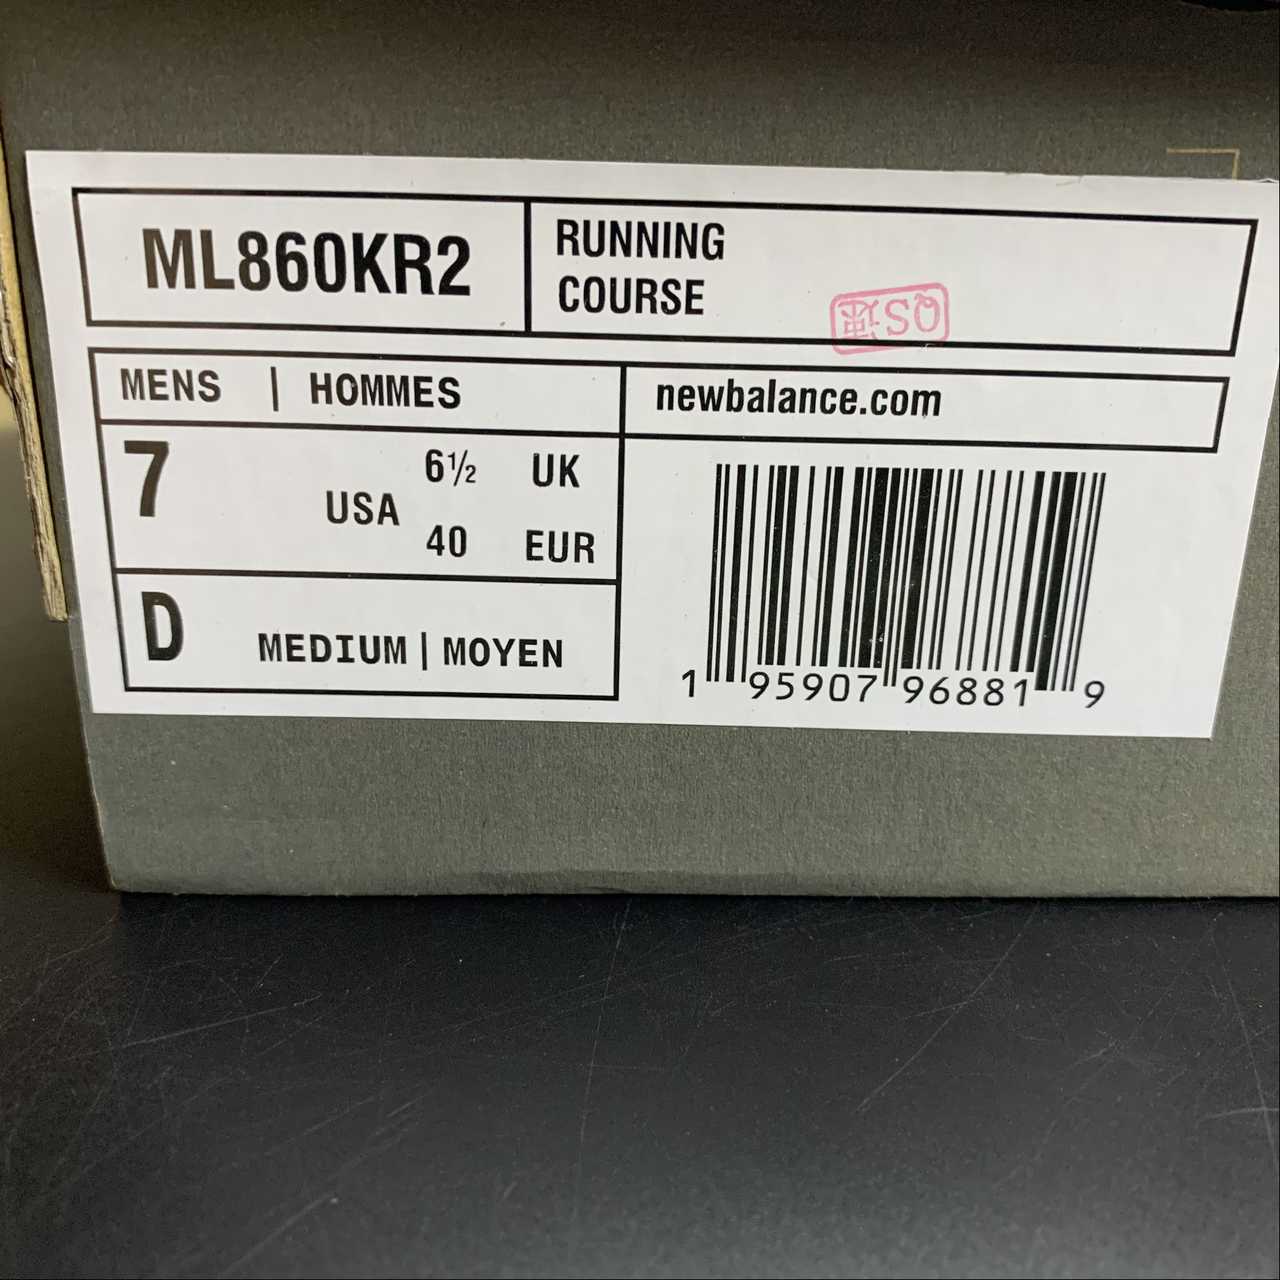 ML860KR2
RUNNING
COURSE
MENS | HOMMES
newbalance.com
7
USA
6½ UK
40 EUR
D
MEDIUM | MOYEN
1 95907 96881 9